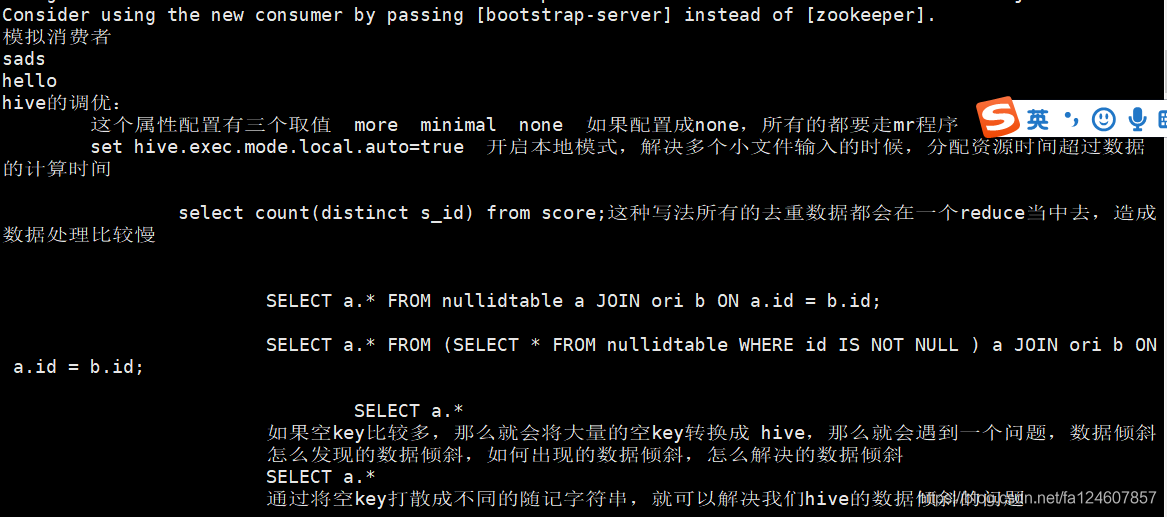 Consider using the new consumer by passing [bootstrap-server] instead of [zookeeper].
模拟消费者
sads
hello
hive的调优：
这个属性配置有三个取值 more minimal none 如果配置成none，所有的都要走mr程序
英
set hive.exec.mode.local.auto=true 开启本地模式，解决多个小文件输入的时候，分配资源时间超过数据
的计算时间
select count(distinct s_id) from score;这种写法所有的去重数据都会在一个reduce当中去，造成
数据处理比较慢
SELECT a.* FROM nullidtable a JOIN ori b ON a.id = b.id;
SELECT a.* FROM (SELECT * FROM nullidtable WHERE id IS NOT NULL ) a JOIN ori b ON
a.id = b.id;
SELECT a.*
如果空key比较多，那么就会将大量的空key转换成 hive，那么就会遇到一个问题，数据倾斜
怎么发现的数据倾斜，如何出现的数据倾斜，怎么解决的数据倾斜
SELECT a.*
通过将空key打散成不同的随记字符串，就可以解决我们hive的数据倾斜的问题
https://blog.csdn.net/fa124607857